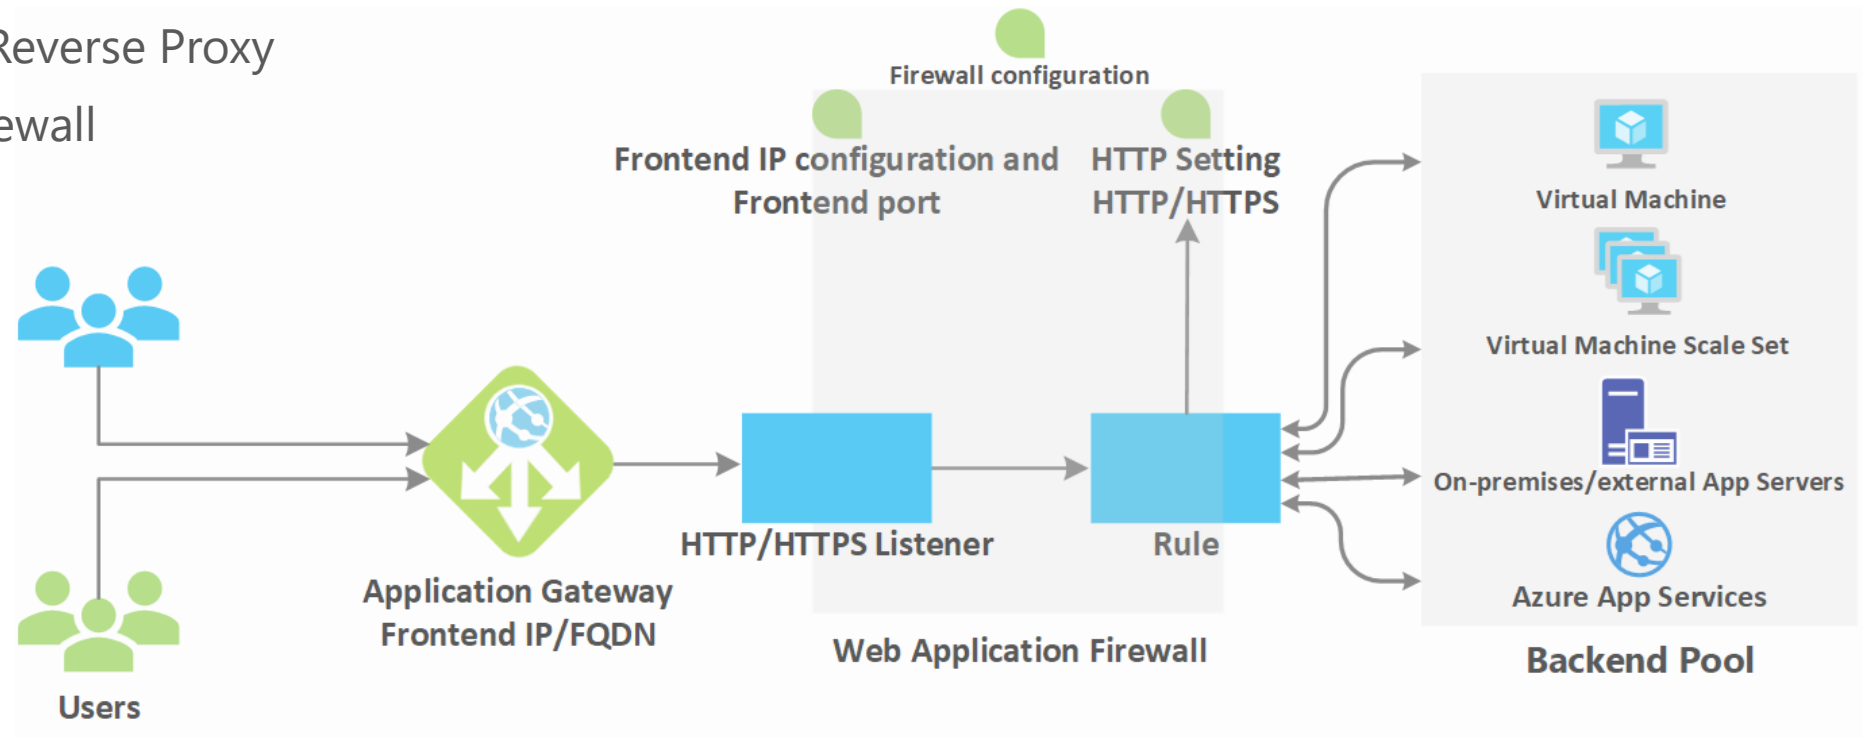 Reverse Proxy
ewall
Firewall configuration
Frontend IP configuration and
Frontend port
HTTP Setting
HTTP/HTTPS
Virtual Machine
Virtual Machine Scale Set
On-premises/external App Servers
HTTP/HTTPS Listener
Rule
Application Gateway
Frontend IP/FQDN
Azure App Services
Web Application Firewall
Backend Pool
Users